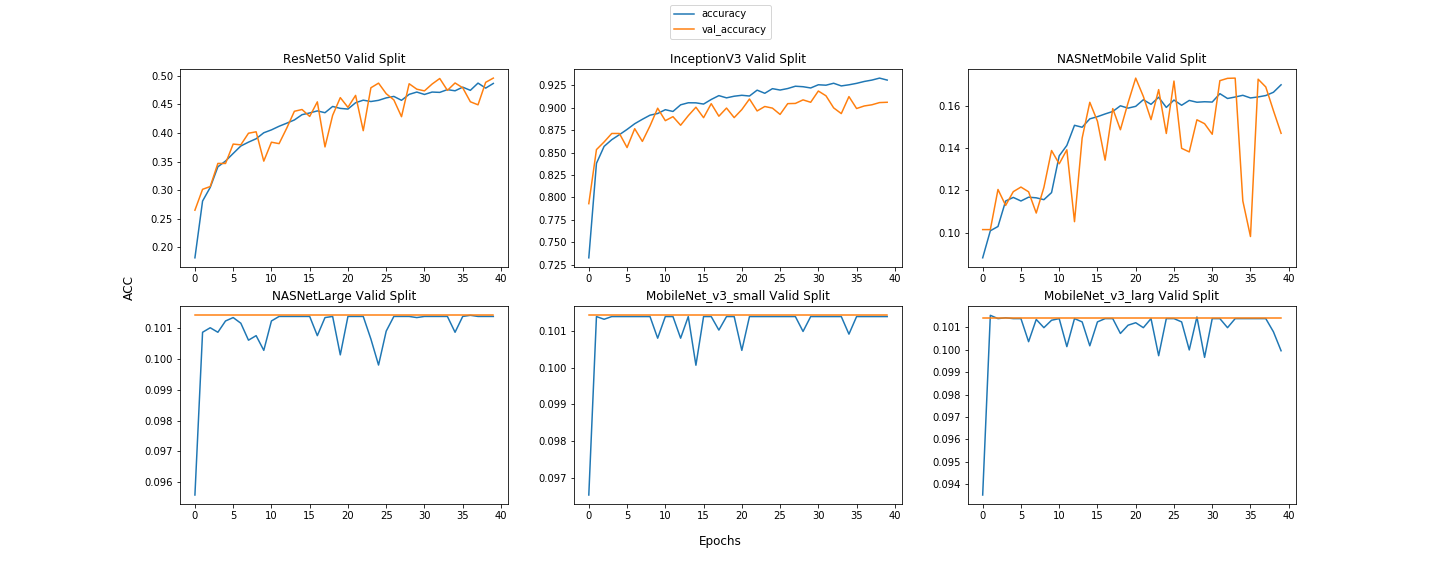 accuracy
val_accuracy
ResNet50 Valid Split
InceptionV3 Valid Split
NASNetMobile Valid Split
0.50
0.45
0.40
0.35
0.30
0.25
0.20
0 5 10 15 20 25 30 35 40
0.925
0.900
0.875
0.850
0.825
0.800
0.775
0.750
0.725
0 5 10 15 20 25 30 35 40
0.16
0.14
0.12
0.10
0 5 10 15 20 25 30 35 40
ACC
NASNetLarge Valid Split
MobileNet_v3_small Valid Split
MobileNet_v3_larg Valid Split
0.101
0.100
0.099
0.098
0.097
0.096
0 5 10 15 20 25 30 35 40
0.101
0.100
0.099
0.098
0.097
0 5 10 15 20 25 30 35 40
0.101
0.100
0.099
0.098
0.097
0.096
0.095
0.094
0 5 10 15 20 25 30 35 40
Epochs